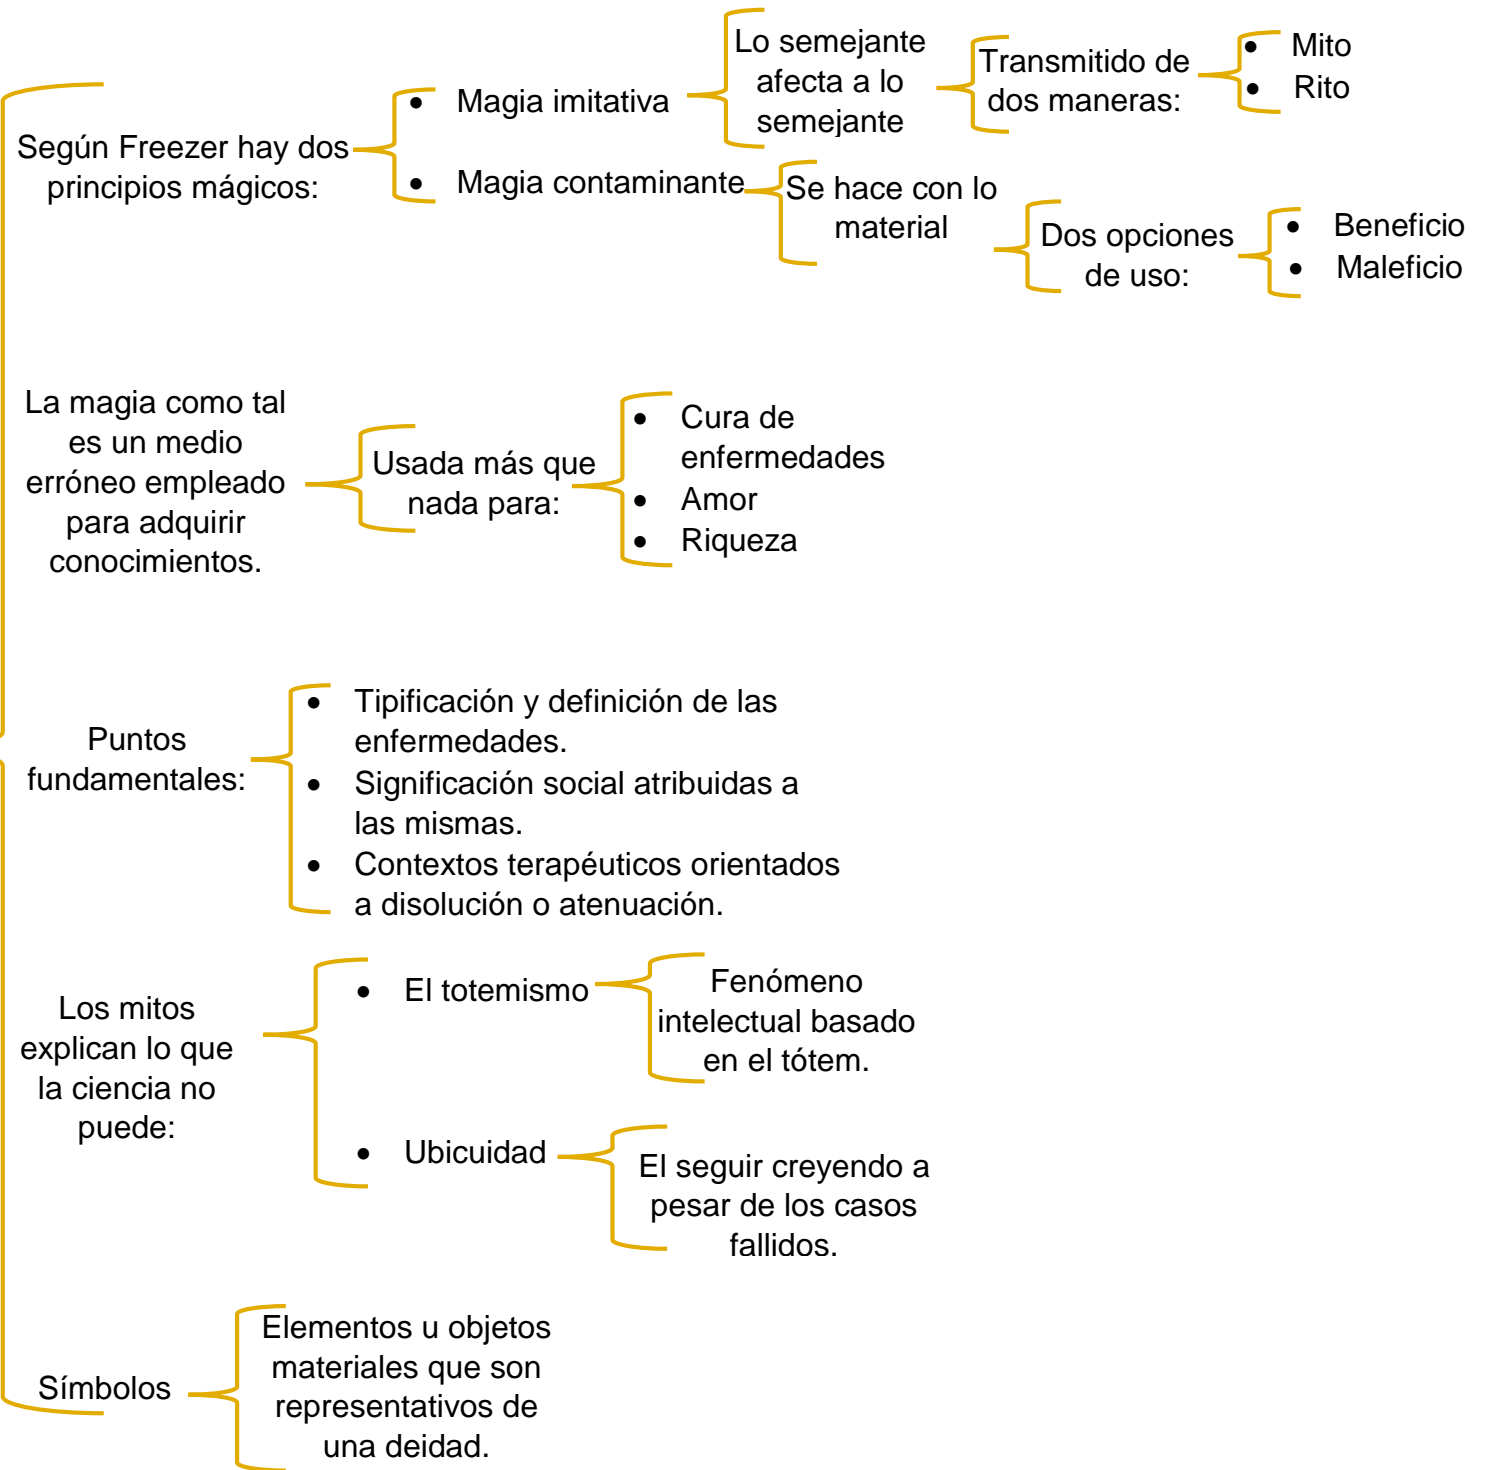 Según Freezer hay dos
principios mágicos:
• Magia imitativa
Lo semejante
afecta a lo
semejante
Transmitido de
dos maneras:
• Mito
• Rito
• Magia contaminante
Se hace con lo
material
Dos opciones
de uso:
• Beneficio
• Maleficio
La magia como tal
es un medio
erróneo empleado
para adquirir
conocimientos.
Usada más que
nada para:
• Cura de
enfermedades
• Amor
• Riqueza
Puntos
fundamentales:
• Tipificación y definición de las
enfermedades.
• Significación social atribuidas a
las mismas.
• Contextos terapéuticos orientados
a disolución o atenuación.
Los mitos
explican lo que
la ciencia no
puede:
• El totemismo
Fenómeno
intelectual basado
en el tótem.
• Ubicuidad
El seguir creyendo a
pesar de los casos
fallidos.
Símbolos
Elementos u objetos
materiales que son
representativos de
una deidad.